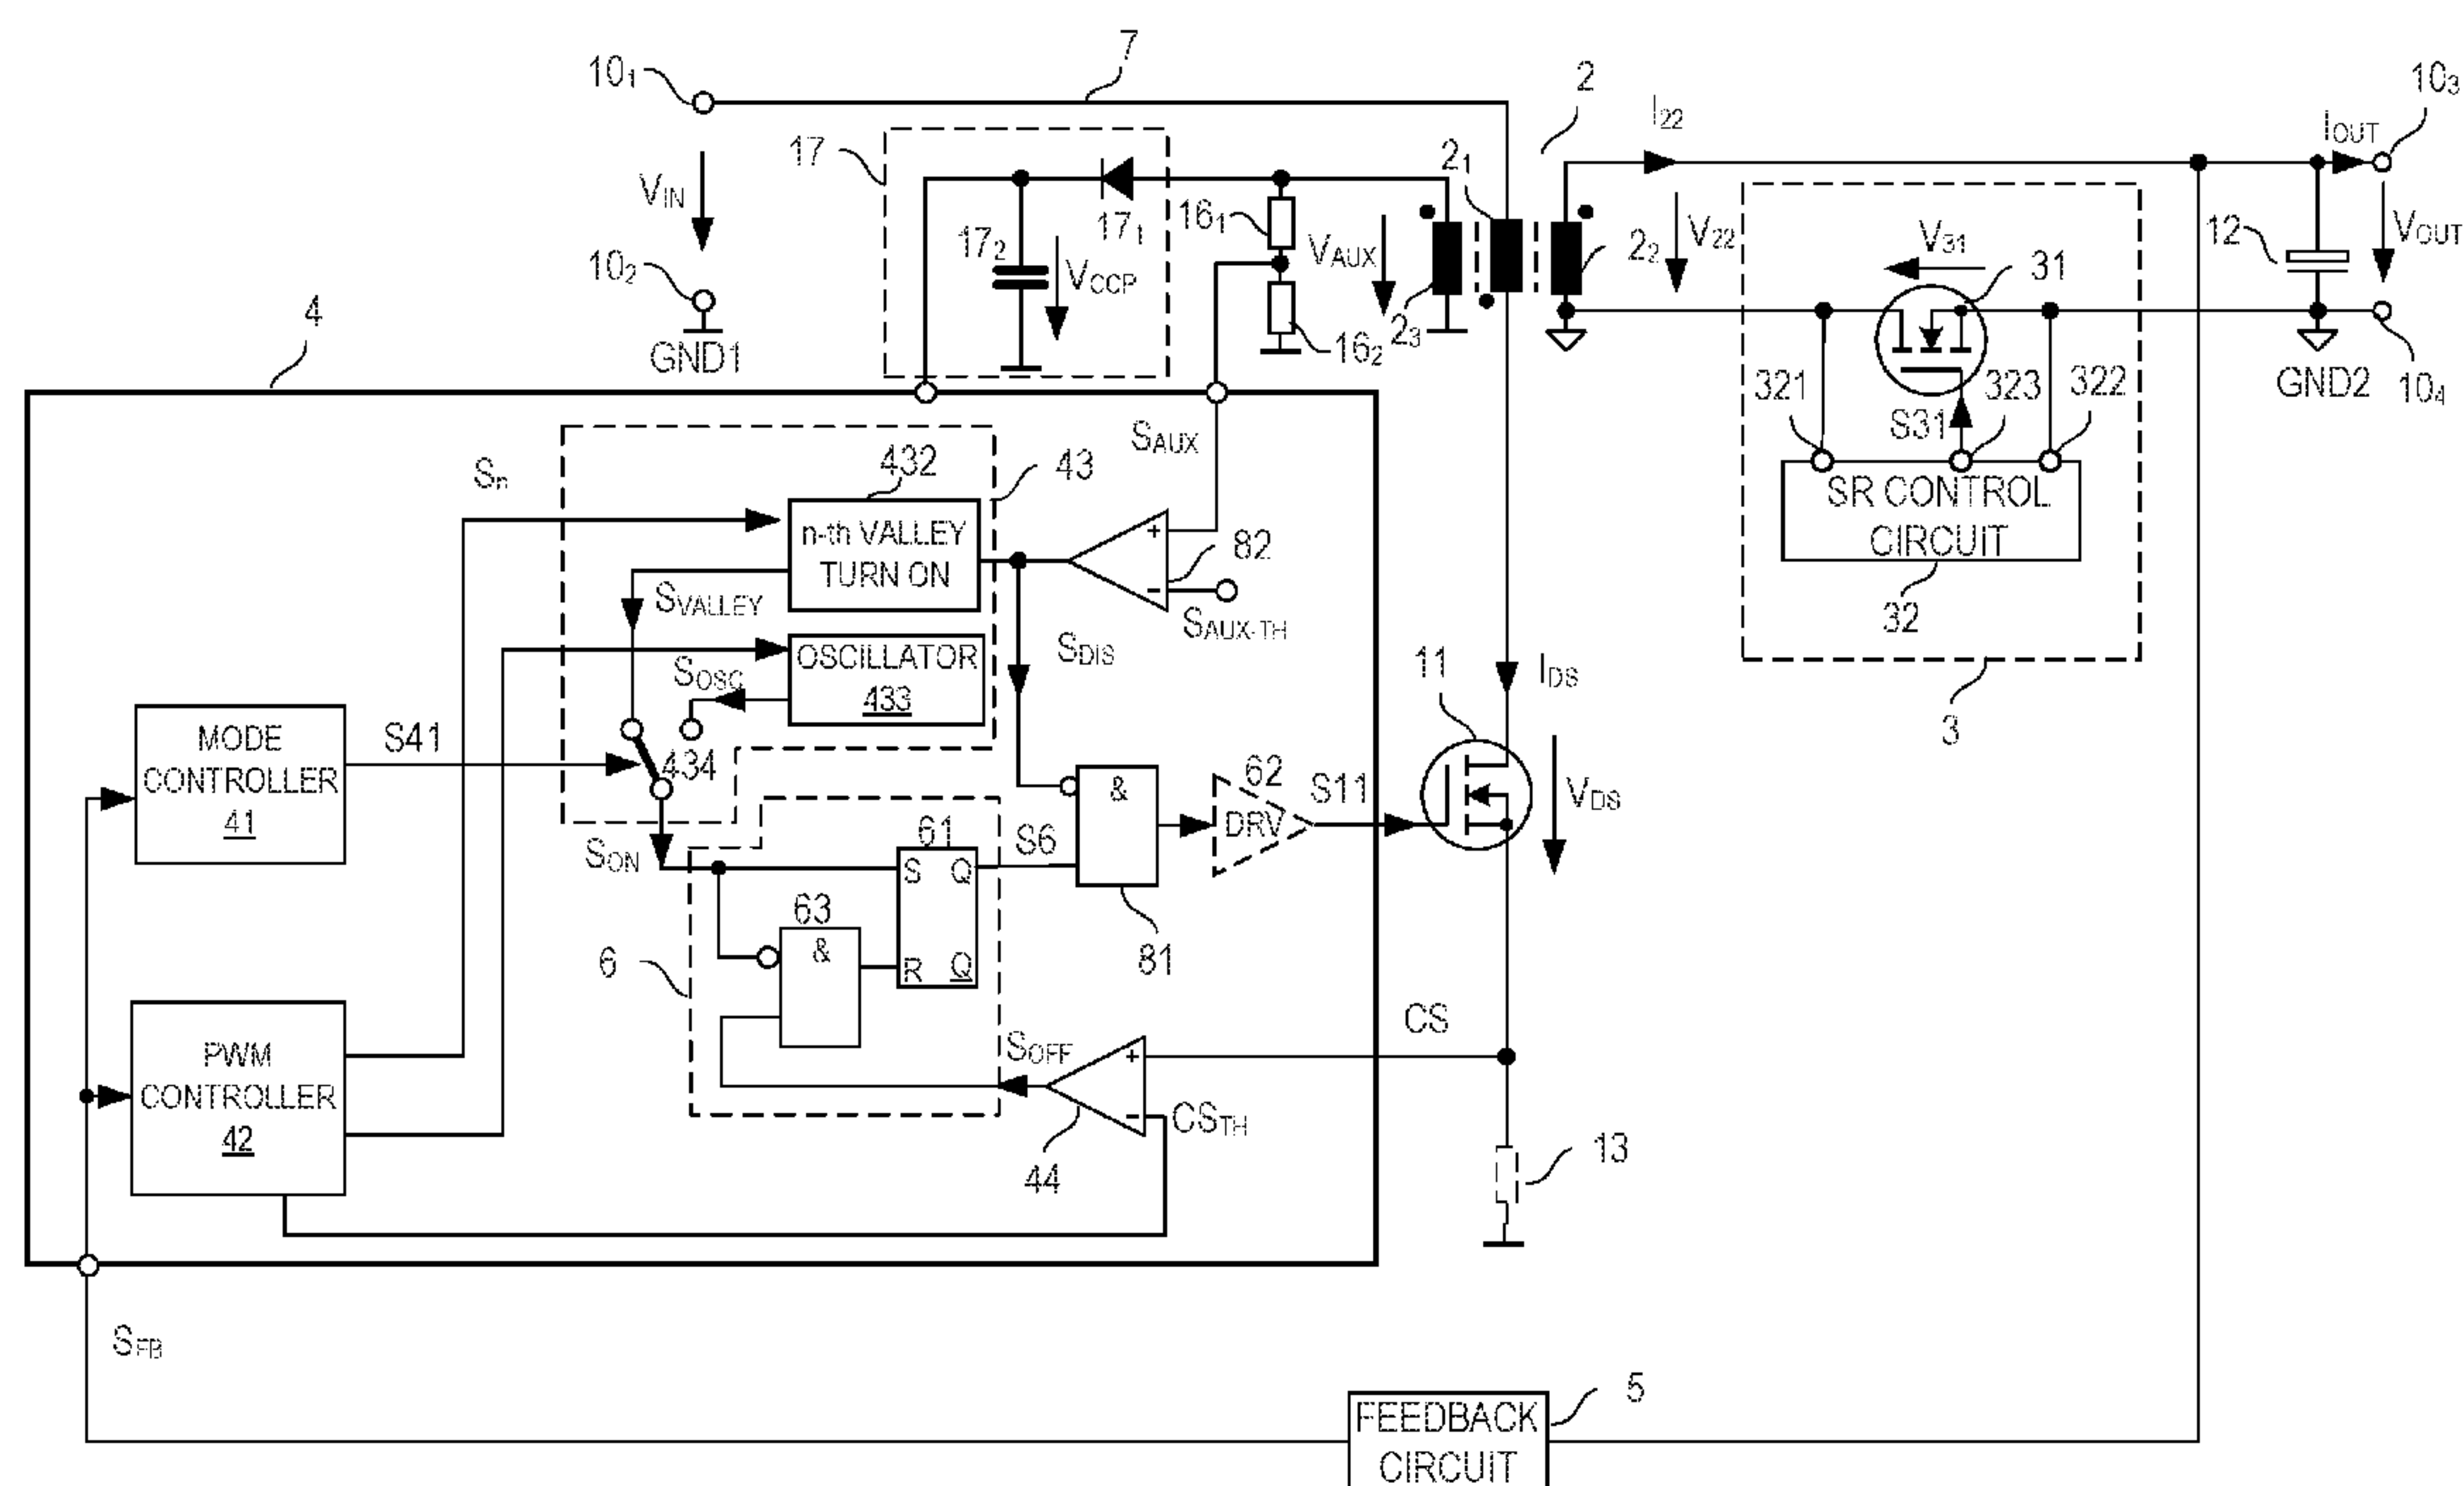 7
10₁
2
10₃
I₂₂
I_OUT
17
2₁
V_IN
16₁
17₁
17₂
V_AUX
V₂₂
V₃₁
31
12
V_OUT
10₂
V_CCP
2₃
2₂
4
GND1
16₂
321
323
322
GND2
10₄
S31
S_AUX
S_n
432
43
SR CONTROL
CIRCUIT
n-th VALLEY
TURN ON
+
82
-
32
S_VALLEY
S_AUX-TH
S_DIS
OSCILLATOR
433
S_OSC
11
I_DS
3
MODE
CONTROLLER
41
S41
434
&
62
DRV
S11
V_DS
S_ON
61
S6
S Q
63
&
6
R Q
81
CS
PWM
CONTROLLER
42
S_OFF
+
-
CS_TH
44
13
S_FB
5
FEEDBACK
CIRCUIT